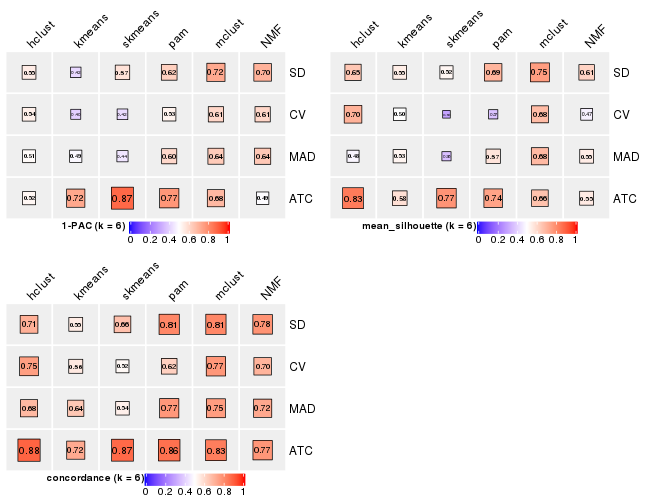 hclust kmeans skmeans pam mclust NMF
0.55 0.57 0.62 0.72 0.70 SD
0.54 0.53 0.61 0.61 CV
0.51 0.49 0.44 0.60 0.64 0.64 MAD
0.52 0.72 0.87 0.77 0.68 0.49 ATC
1-PAC (k = 6)
0 0.2 0.4 0.6 0.8 1
hclust kmeans skmeans pam mclust NMF
0.65 0.55 0.52 0.69 0.75 0.61 SD
0.70 0.50 0.68 0.47 CV
0.48 0.53 0.57 0.68 0.55 MAD
0.83 0.58 0.77 0.74 0.66 0.55 ATC
mean_silhouette (k = 6)
0 0.2 0.4 0.6 0.8 1
hclust kmeans skmeans pam mclust NMF
0.71 0.55 0.66 0.81 0.81 0.78 SD
0.75 0.56 0.52 0.62 0.77 0.70 CV
0.68 0.64 0.54 0.77 0.75 0.72 MAD
0.88 0.72 0.87 0.86 0.83 0.77 ATC
concordance (k = 6)
0 0.2 0.4 0.6 0.8 1